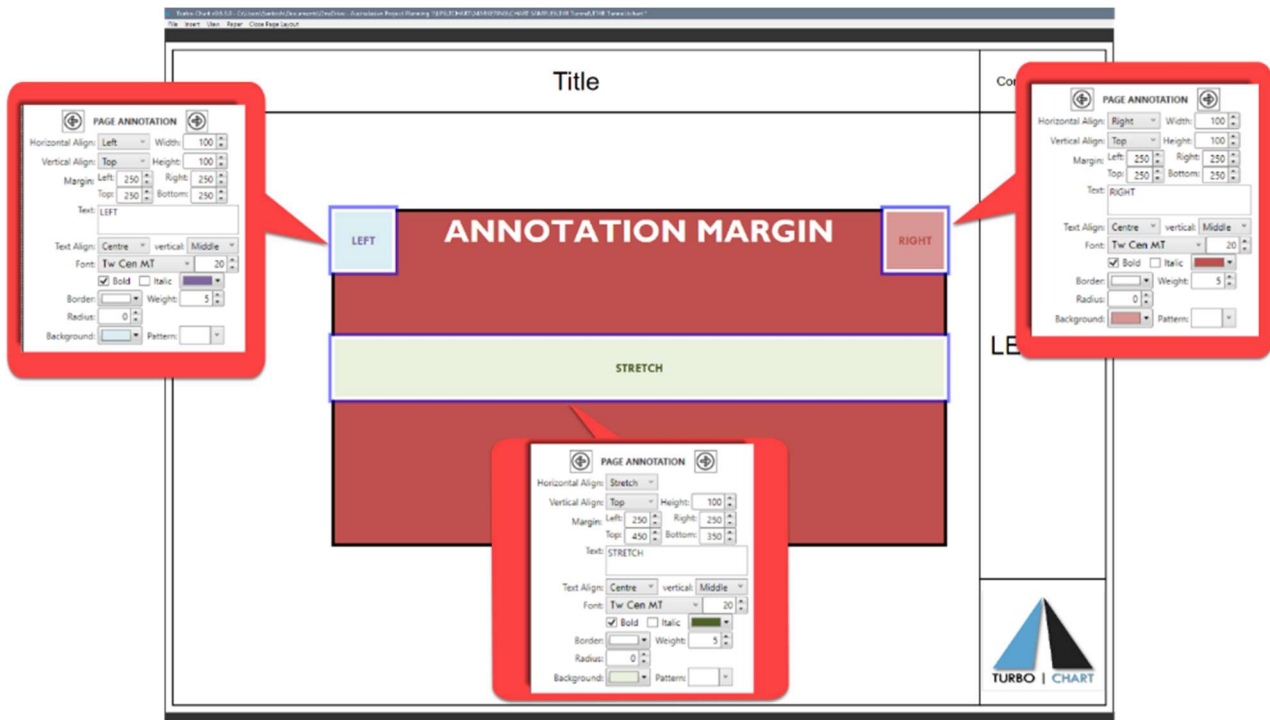 File Insert View Paper Close Page Layout
Title
PAGE ANNOTATION
Horizontal Align: Left Width: 100
Vertical Align: Top Height: 100
Margin: Left: 250 Right: 250
Top: 250 Bottom: 250
Text: LEFT
Text Align: Centre vertical: Middle
Font: Tw Cen MT 20
Bold Italic
Border: Weight: 5
Radius: 0
Background: Pattern:
PAGE ANNOTATION
Horizontal Align: Right Width: 100
Vertical Align: Top Height: 100
Margin: Left: 250 Right: 250
Top: 250 Bottom: 250
Text: RIGHT
Text Align: Centre vertical: Middle
Font: Tw Cen MT 20
Bold Italic
Border: Weight: 5
Radius: 0
Background: Pattern:
LEFT
ANNOTATION MARGIN
RIGHT
STRETCH
PAGE ANNOTATION
Horizontal Align: Stretch
Vertical Align: Top Height: 100
Margin: Left: 250 Right: 250
Top: 450 Bottom: 350
Text: STRETCH
Text Align: Centre vertical: Middle
Font: Tw Cen MT 20
Bold Italic
Border: Weight: 5
Radius: 0
Background: Pattern:
TURBO | CHART